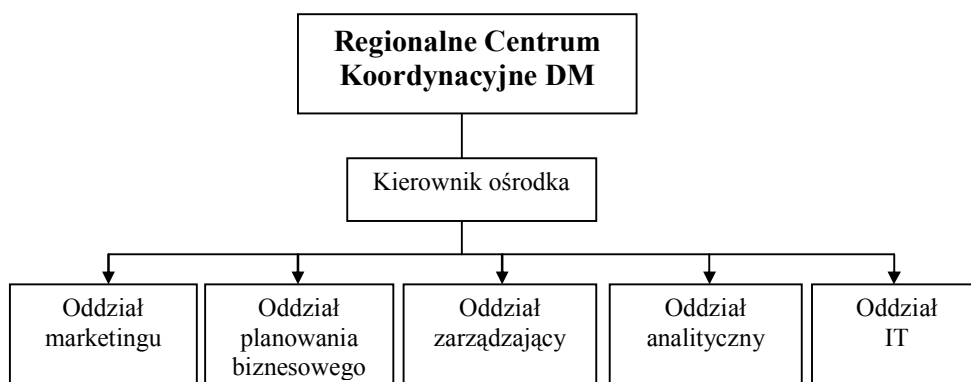 Regionalne Centrum
Koordynacyjne DM
Kierownik ośrodka
Oddział
marketingu
Oddział
planowania
biznesowego
Oddział
zarządzający
Oddział
analityczny
Oddział
IT